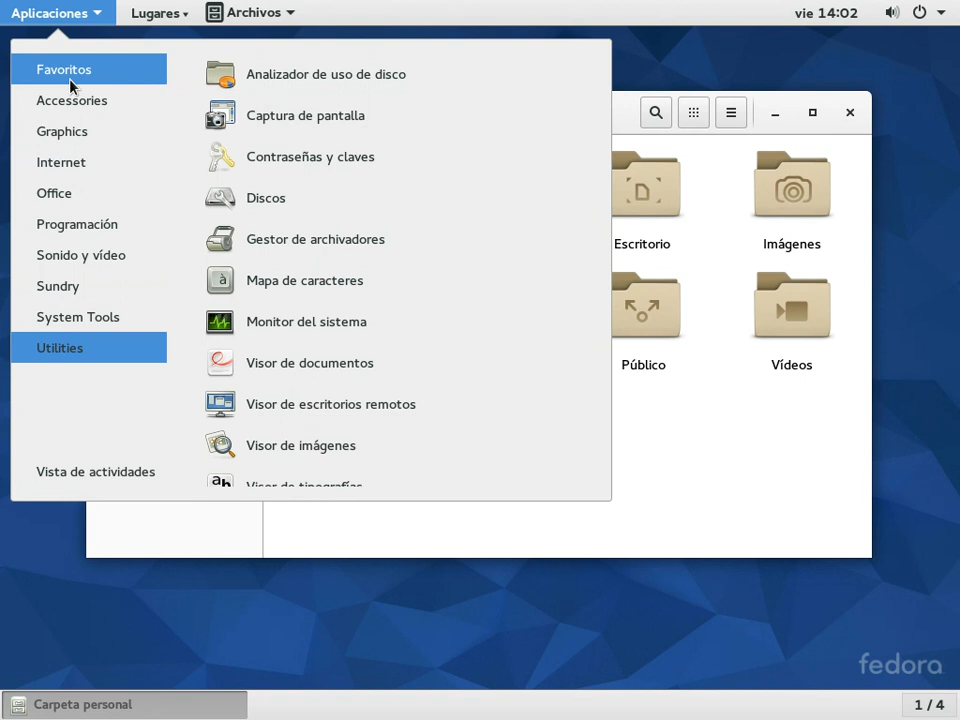 Aplicaciones
Lugares
Archivos
vie 14:02
Favoritos
Accessories
Graphics
Internet
Office
Programación
Sonido y vídeo
Sundry
System Tools
Utilities
Vista de actividades
Analizador de uso de disco
Captura de pantalla
Contraseñas y claves
Discos
Gestor de archivadores
Mapa de caracteres
Monitor del sistema
Visor de documentos
Visor de escritorios remotos
Visor de imágenes
Visor de tipografías
Escritorio
Imágenes
Público
Vídeos
fedora
Carpeta personal
1 / 4